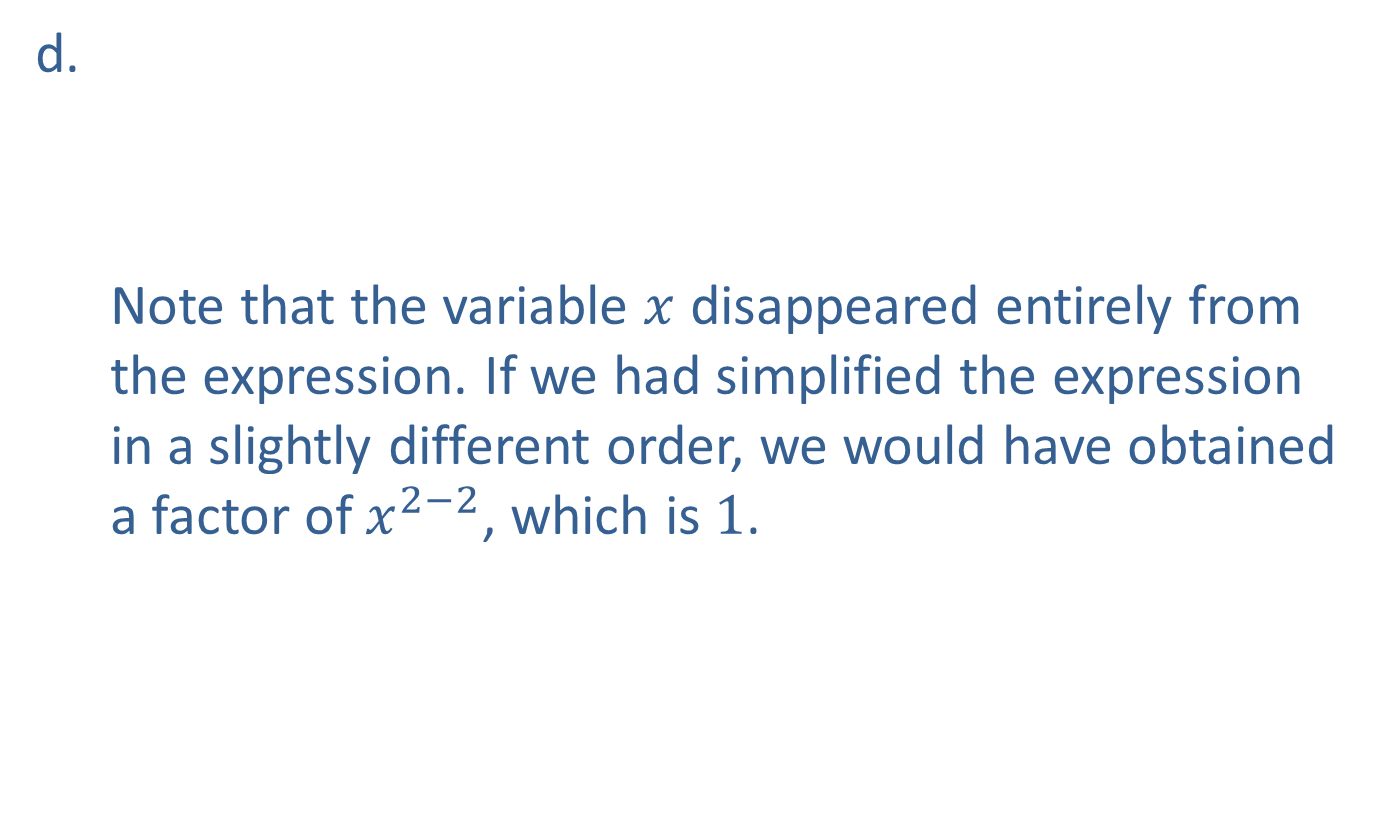 d.
Note that the variable x disappeared entirely from
the expression. If we had simplified the expression
in a slightly different order, we would have obtained
a factor of x²⁻², which is 1.